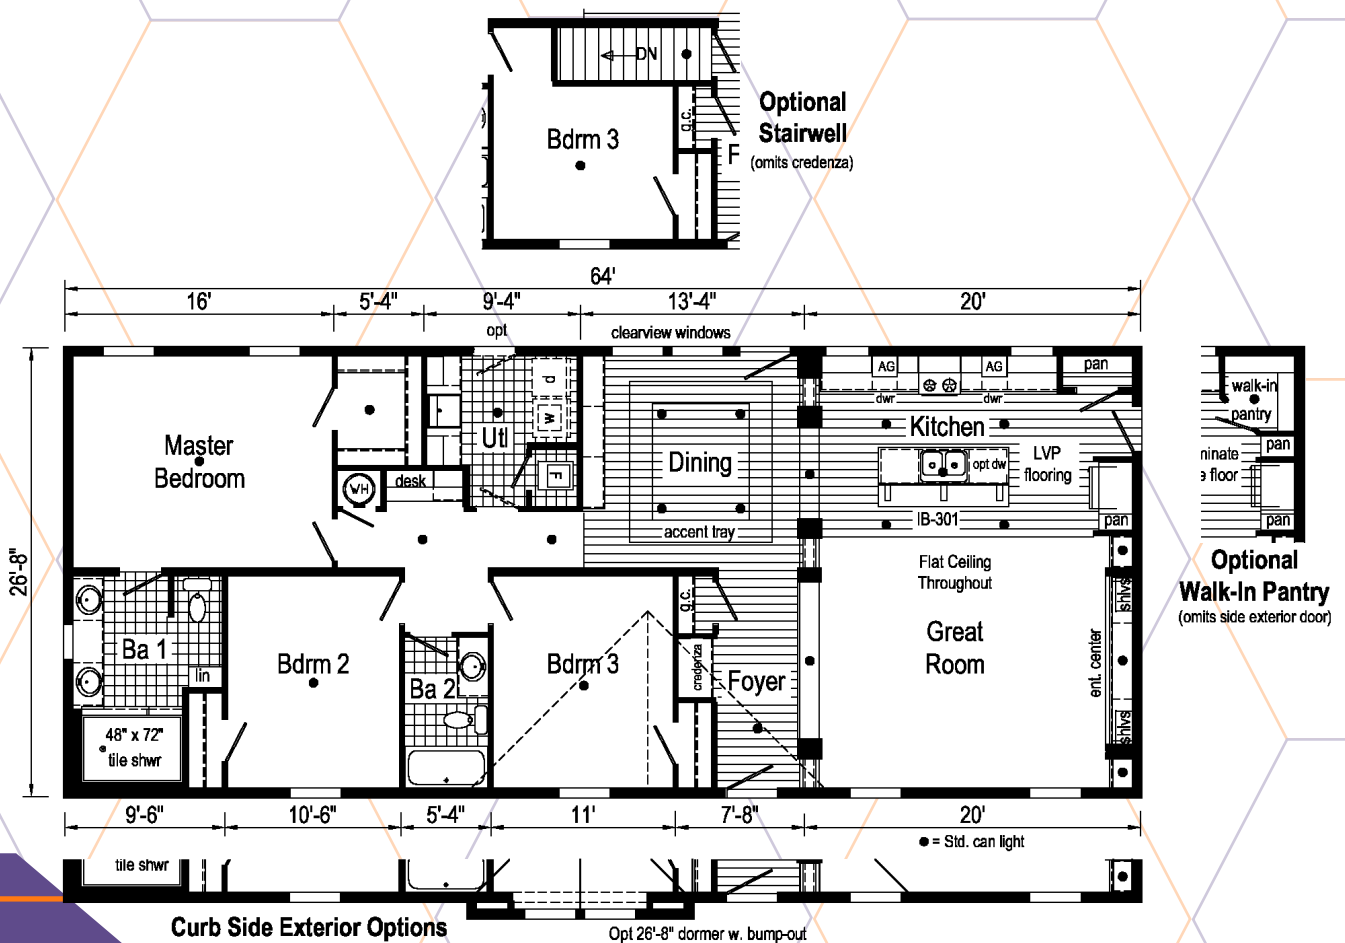 DN
Bdrm 3
g.c.
F
Optional
Stairwell
(omits credenza)
64'
16'
5'-4"
9'-4"
13'-4"
20'
opt
clearview windows
26'-8"
Master
Bedroom
WH
desk
Utl
d
w
F
Dining
accent tray
AG
AG
dwr
dwr
pan
Kitchen
opt dw
LVP
flooring
IB-301
pan
Flat Ceiling
Throughout
Great
Room
shlvs
ent. center
shlvs
walk-in
pantry
pan
minate
e floor
pan
Optional
Walk-In Pantry
(omits side exterior door)
Ba 1
lin
48" x 72"
tile shwr
Bdrm 2
Ba 2
Bdrm 3
g.c.
credenza
Foyer
9'-6"
10'-6"
5'-4"
11'
7'-8"
20'
= Std. can light
tile shwr
Curb Side Exterior Options
Opt 26'-8" dormer w. bump-out